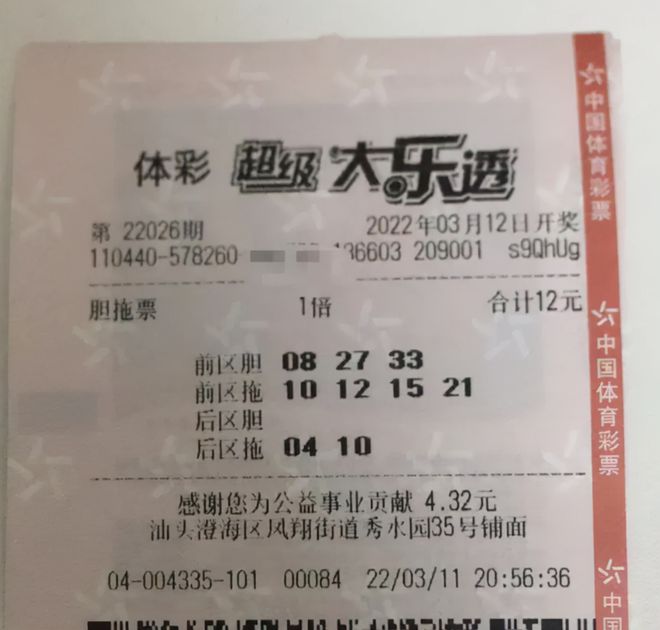 体彩 超级大乐透
第 22026期 2022年03月12日开奖
110440-578260 136603 209001 s9QhUg
胆拖票 1倍 合计12元
前区胆 08 27 33
前区拖 10 12 15 21
后区胆
后区拖 04 10
感谢您为公益事业贡献 4.32元
汕头澄海区凤翔街道秀水园35号铺面
04-004335-101 00084 22/03/11 20:56:36
中国体育彩票
中国体育彩票
中国